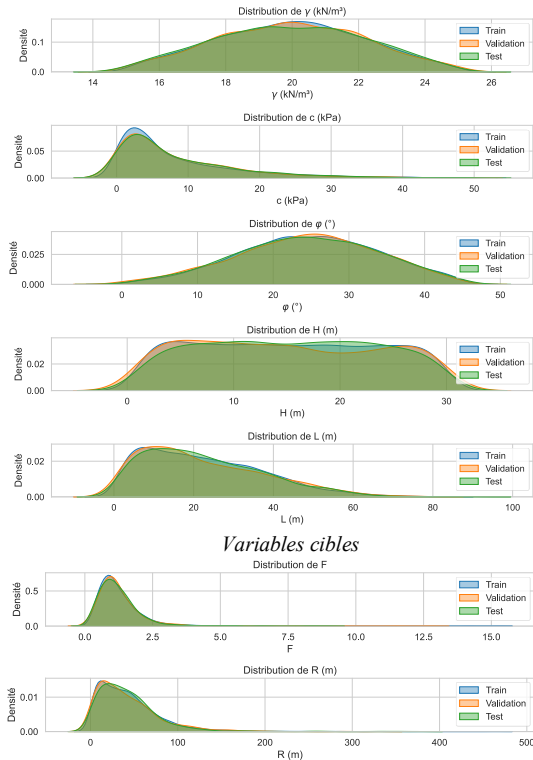 Distribution de γ (kN/m³)
Densité
0.1
0.0
Train
Validation
Test
14 16 18 20 22 24 26
γ (kN/m³)
Distribution de c (kPa)
Densité
0.05
0.00
Train
Validation
Test
0 10 20 30 40 50
c (kPa)
Distribution de φ (°)
Densité
0.025
0.000
Train
Validation
Test
0 10 20 30 40 50
φ (°)
Distribution de H (m)
Densité
0.02
0.00
Train
Validation
Test
0 10 20 30
H (m)
Distribution de L (m)
Densité
0.02
0.00
Train
Validation
Test
0 20 40 60 80 100
L (m)
Variables cibles
Distribution de F
Densité
0.5
0.0
Train
Validation
Test
0.0 2.5 5.0 7.5 10.0 12.5 15.0
F
Distribution de R (m)
Densité
0.01
0.00
Train
Validation
Test
0 100 200 300 400 500
R (m)